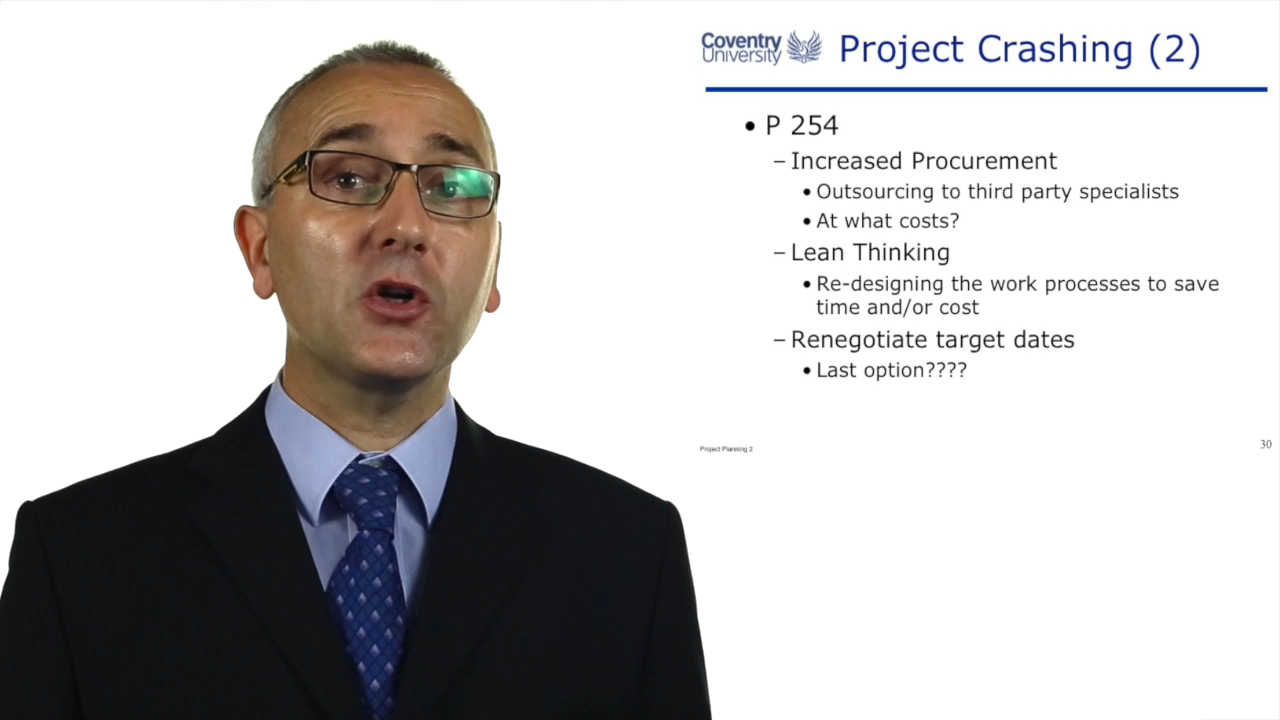 Coventry
University
Project Crashing (2)
• P 254
– Increased Procurement
• Outsourcing to third party specialists
• At what costs?
– Lean Thinking
• Re-designing the work processes to save
time and/or cost
– Renegotiate target dates
• Last option????
Project Planning 2
30